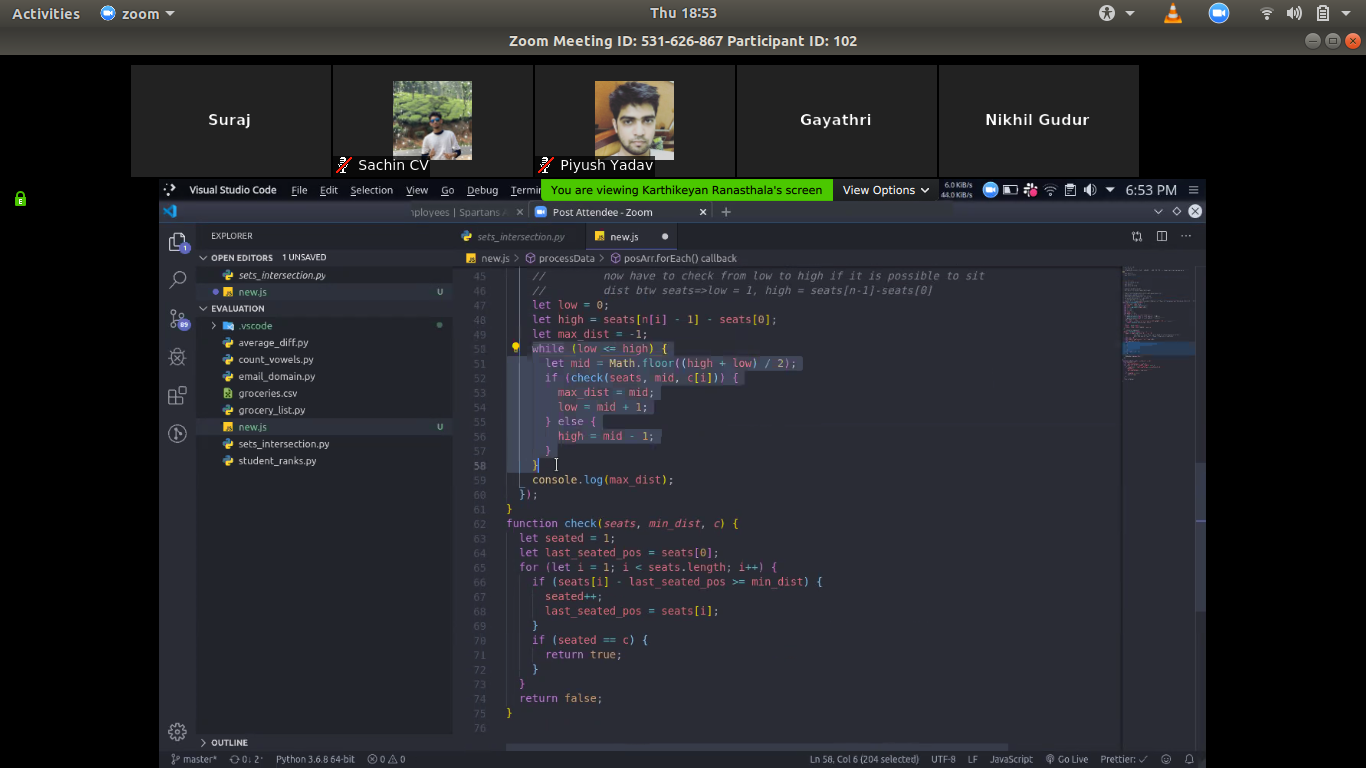 Activities zoom Thu 18:53
Zoom Meeting ID: 531-626-867 Participant ID: 102
Suraj
Sachin CV
Piyush Yadav
Gayathri
Nikhil Gudur
Visual Studio Code File Edit Selection View Go Debug Termin
You are viewing Karthikeyan Ranasthala's screen View Options
6.0 KiB/s
44.0 KiB/s
6:53 PM
nployees | Spartans Post Attendee - Zoom
EXPLORER
OPEN EDITORS 1 UNSAVED
sets_intersection.py
new.js U
EVALUATION
.vscode
average_diff.py
count_vowels.py
email_domain.py
groceries.csv
grocery_list.py
new.js U
sets_intersection.py
student_ranks.py
OUTLINE
1
89
sets_intersection.py new.js
new.js > processData > posArr.forEach() callback
45 // now have to check from low to high if it is possible to sit
46 // dist btw seats=>low = 1, high = seats[n-1]-seats[0]
47 let low = 0;
48 let high = seats[n[i] - 1] - seats[0];
49 let max_dist = -1;
50 while (low <= high) {
51 let mid = Math.floor((high + low) / 2);
52 if (check(seats, mid, c[i])) {
53 max_dist = mid;
54 low = mid + 1;
55 } else {
56 high = mid - 1;
57 }
58 }
59 console.log(max_dist);
60 });
61 }
62 function check(seats, min_dist, c) {
63 let seated = 1;
64 let last_seated_pos = seats[0];
65 for (let i = 1; i < seats.length; i++) {
66 if (seats[i] - last_seated_pos >= min_dist) {
67 seated++;
68 last_seated_pos = seats[i];
69 }
70 if (seated == c) {
71 return true;
72 }
73 }
74 return false;
75 }
76
master* 0↓ 2↑ Python 3.6.8 64-bit 0 0 Ln 58, Col 6 (204 selected) UTF-8 LF JavaScript Go Live Prettier: ✓